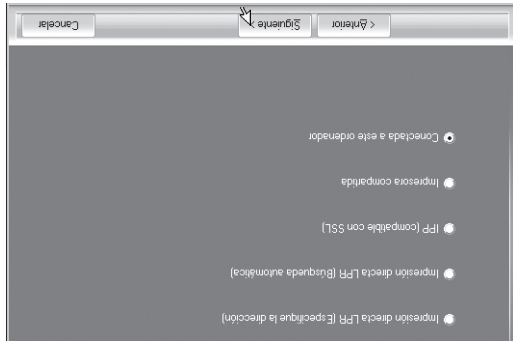 Impresión directa LPR (Especifique la dirección)
Impresión directa LPR (Búsqueda automática)
IPP (compatible con SSL)
Impresora compartida
Conectada a este ordenador
< Anterior Siguiente > Cancelar